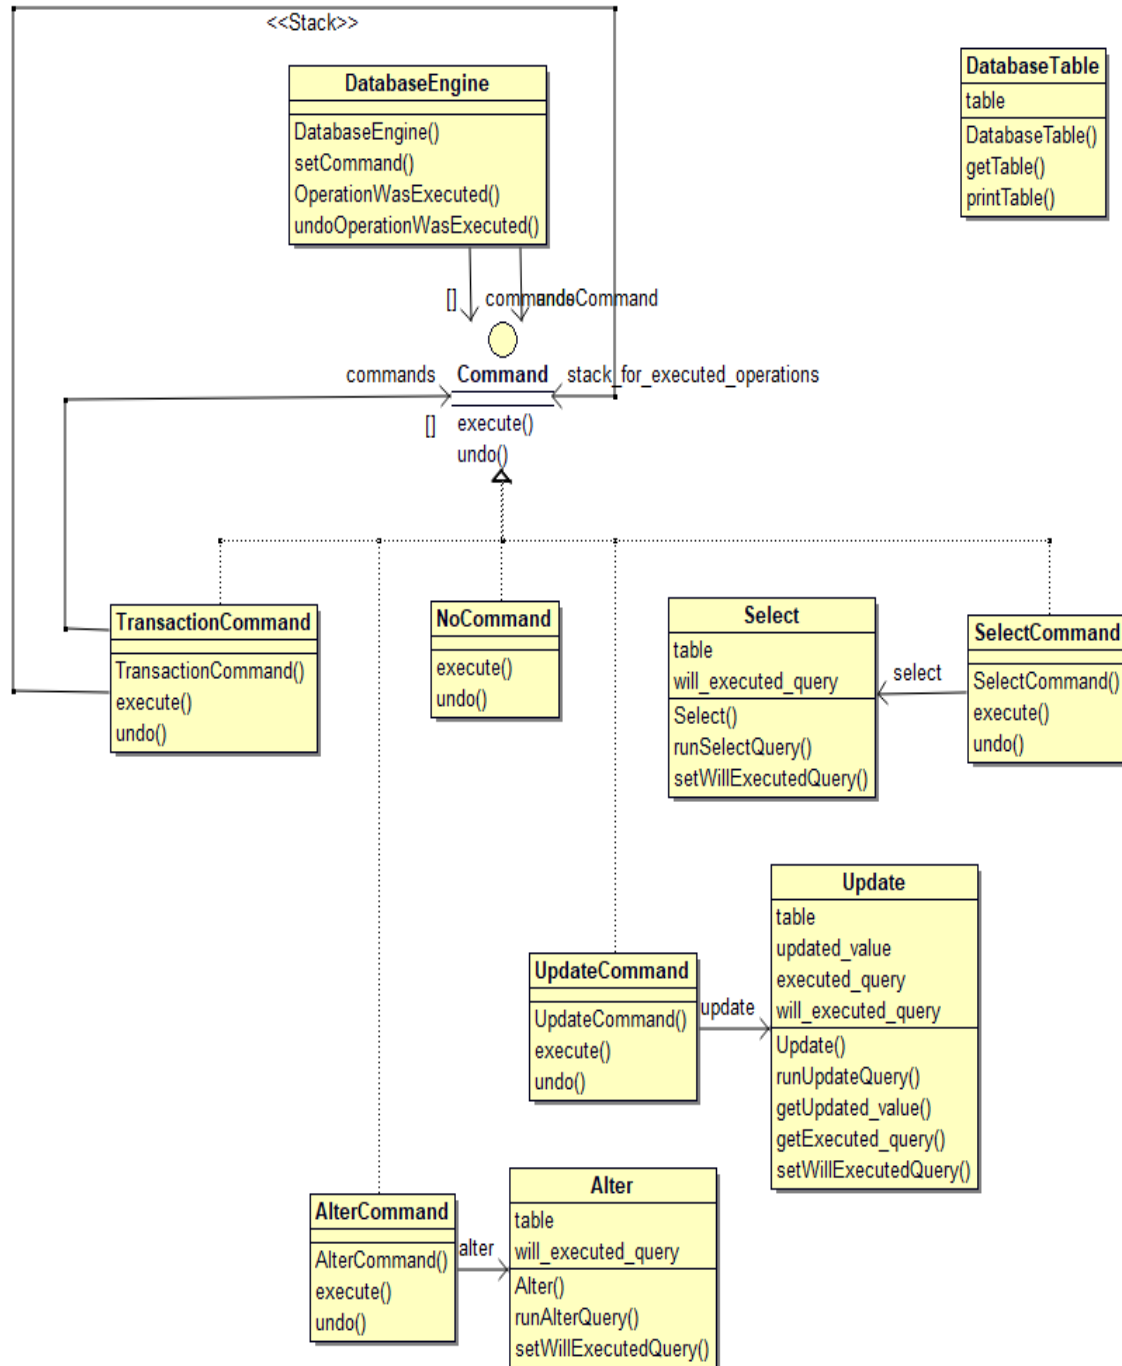 <<Stack>>
DatabaseEngine
DatabaseEngine()
setCommand()
OperationWasExecuted()
undoOperationWasExecuted()
DatabaseTable
table
DatabaseTable()
getTable()
printTable()
[]
commands
undoCommand
commands
Command
stack_for_executed_operations
[]
execute()
undo()
TransactionCommand
TransactionCommand()
execute()
undo()
NoCommand
execute()
undo()
Select
table
will_executed_query
Select()
runSelectQuery()
setWillExecutedQuery()
select
SelectCommand
SelectCommand()
execute()
undo()
UpdateCommand
UpdateCommand()
execute()
undo()
update
Update
table
updated_value
executed_query
will_executed_query
Update()
runUpdateQuery()
getUpdated_value()
getExecuted_query()
setWillExecutedQuery()
AlterCommand
AlterCommand()
execute()
undo()
alter
Alter
table
will_executed_query
Alter()
runAlterQuery()
setWillExecutedQuery()